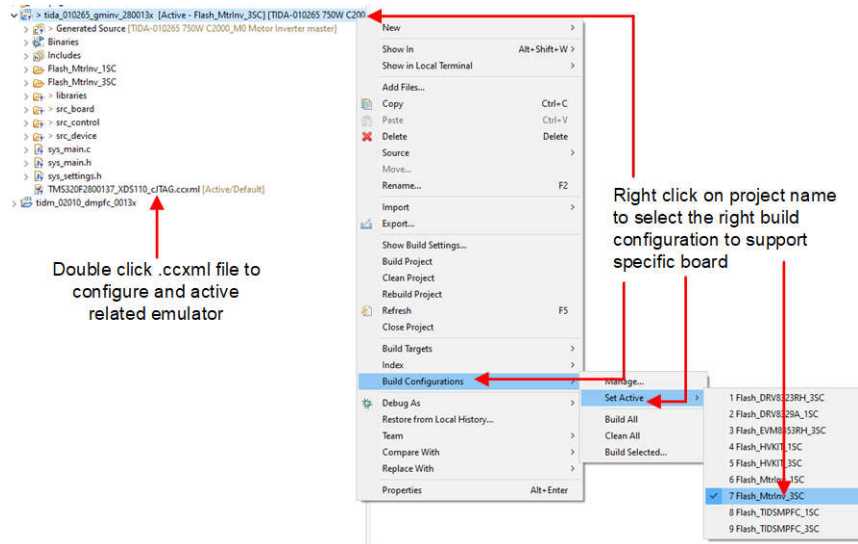 > tida_010265_grninv_280013x [Active - Flash_MtrInv_3SC] [TIDA-010265 750W C200
> Generated Source [TIDA-010265 750W C2000_M0 Motor Inverter master]
Binaries
Includes
Flash_MtrInv_1SC
Flash_MtrInv_3SC
> libraries
> src_board
> src_control
> src_device
sys_main.c
sys_main.h
sys_settings.h
TMS320F2800137_XDS110_cJTAG.ccxml [Active/Default]
tidm_02010_dmpfc_0013x
Double click .ccxml file to
configure and active
related emulator
New
Show In Alt+Shift+W >
Show in Local Terminal
Add Files...
Copy Ctrl+C
Paste Ctrl+V
Delete Delete
Source
Move...
Rename... F2
Import
Export...
Show Build Settings...
Build Project
Clean Project
Rebuild Project
Refresh F5
Close Project
Build Targets
Index
Build Configurations
Debug As
Restore from Local History...
Team
Compare With
Replace With
Properties Alt+Enter
Right click on project name
to select the right build
configuration to support
specific board
Manage...
Set Active
Build All
Clean All
Build Selected...
1 Flash_DRV8323RH_3SC
2 Flash_DRV8329A_1SC
3 Flash_EVM8353RH_3SC
4 Flash_HVKIT_1SC
5 Flash_HVKIT_3SC
6 Flash_MtrInv_1SC
7 Flash_MtrInv_3SC
8 Flash_TIDSMPFC_1SC
9 Flash_TIDSMPFC_3SC